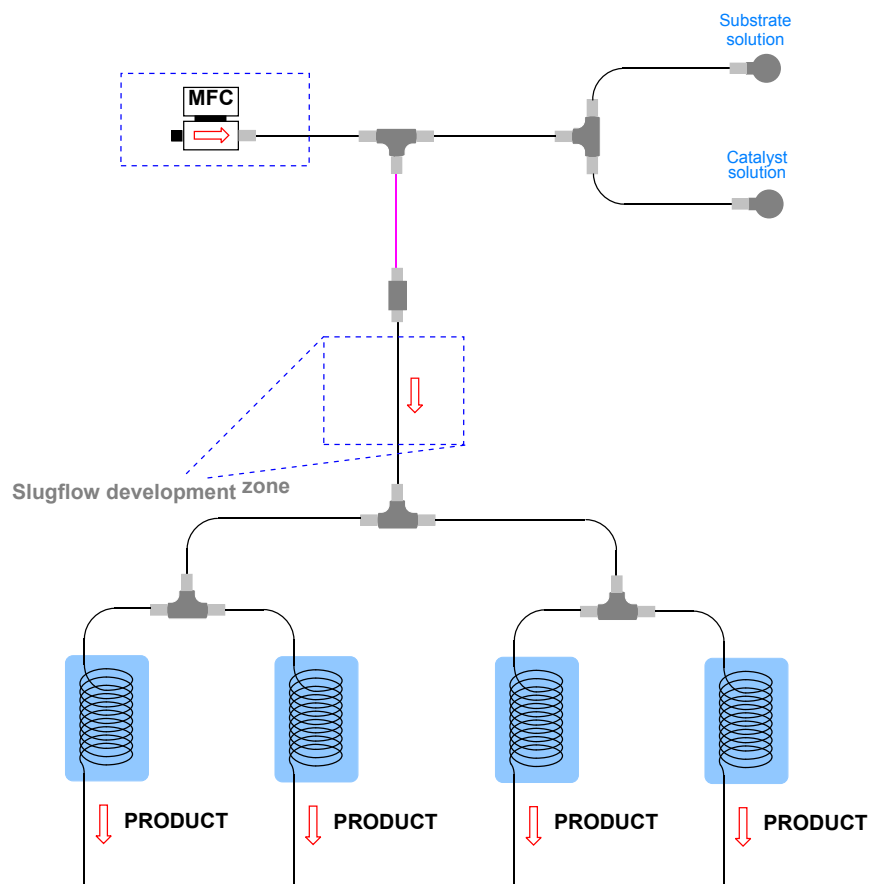 Substrate
solution
MFC
Catalyst
solution
Slugflow development zone
PRODUCT
PRODUCT
PRODUCT
PRODUCT